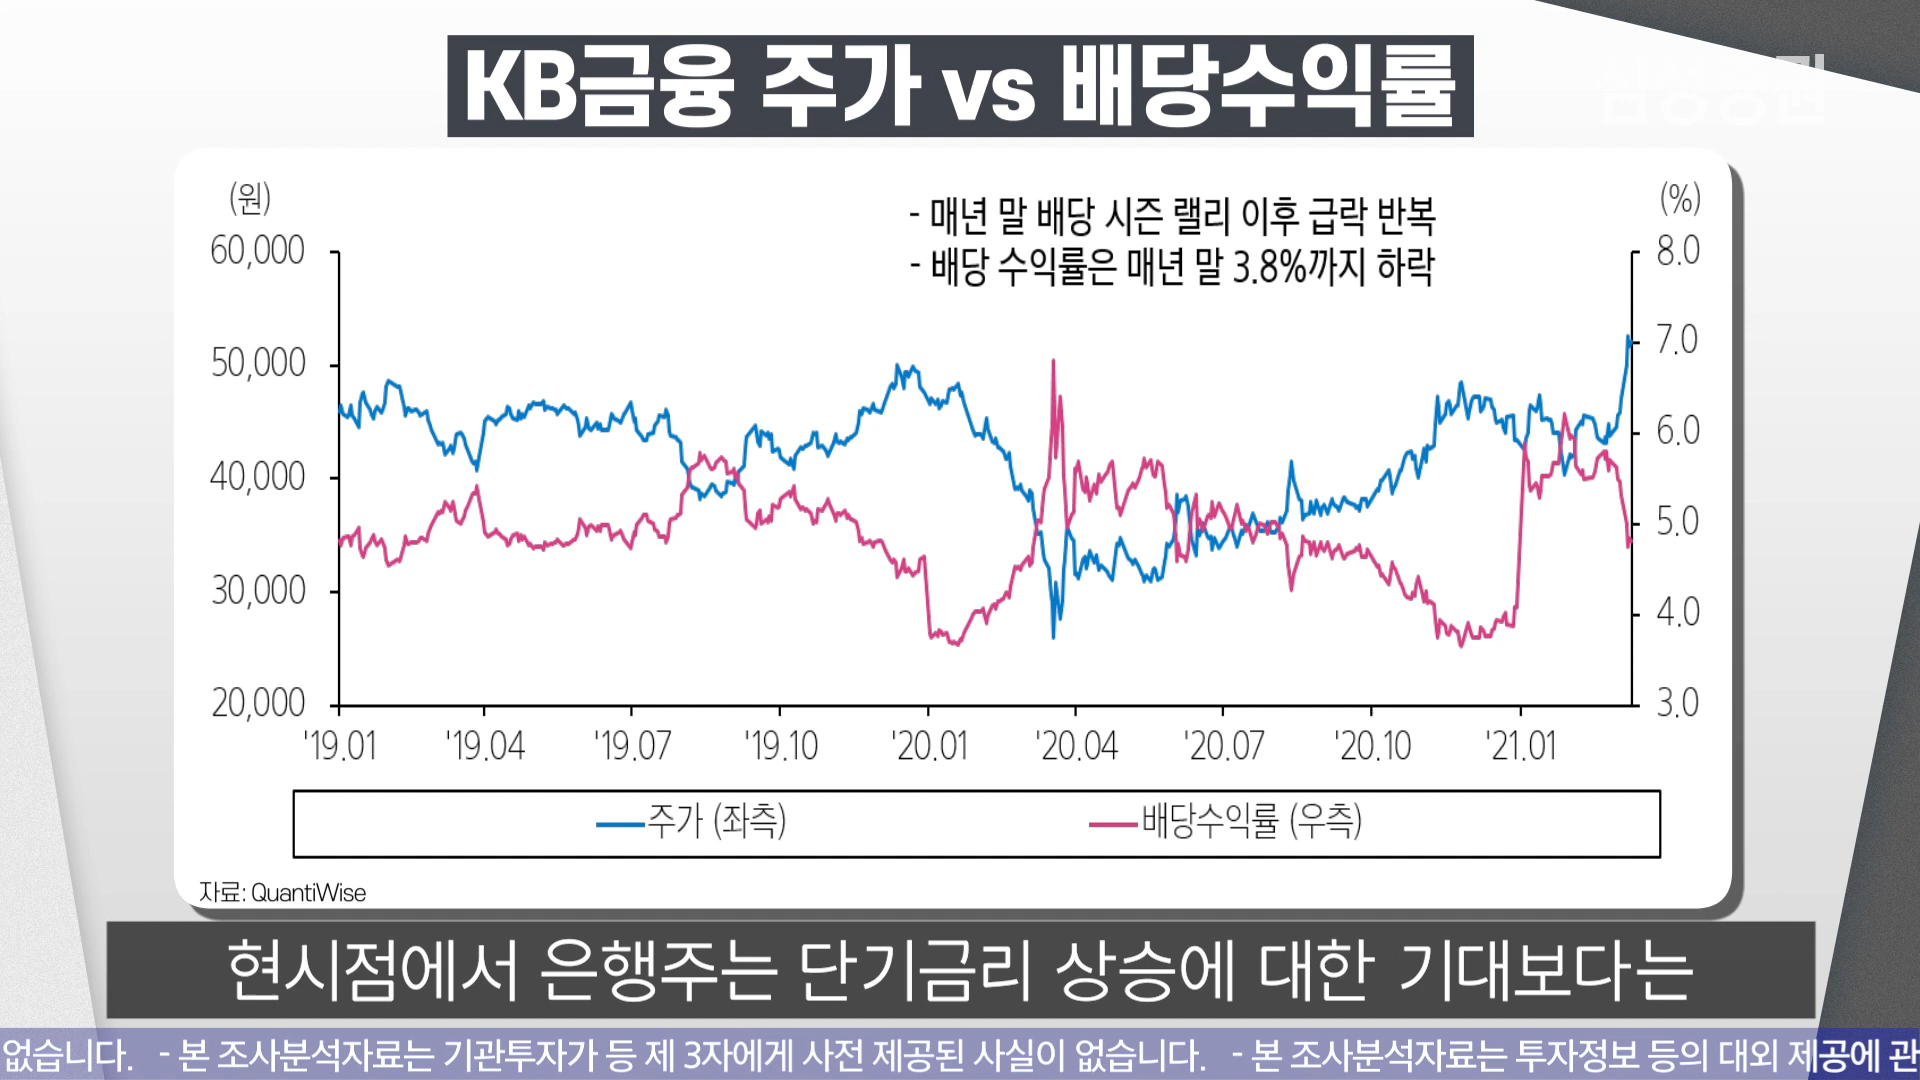 KB금융 주가 vs 배당수익률
(원)
(%)
- 매년 말 배당 시즌 랠리 이후 급락 반복
- 배당 수익률은 매년 말 3.8%까지 하락
60,000
50,000
40,000
30,000
20,000
8.0
7.0
6.0
5.0
4.0
3.0
'19.01 '19.04 '19.07 '19.10 '20.01 '20.04 '20.07 '20.10 '21.01
주가 (좌측) 배당수익률 (우측)
자료: QuantiWise
현시점에서 은행주는 단기금리 상승에 대한 기대보다는
없습니다. - 본 조사분석자료는 기관투자가 등 제 3자에게 사전 제공된 사실이 없습니다. - 본 조사분석자료는 투자정보 등의 대외 제공에 관